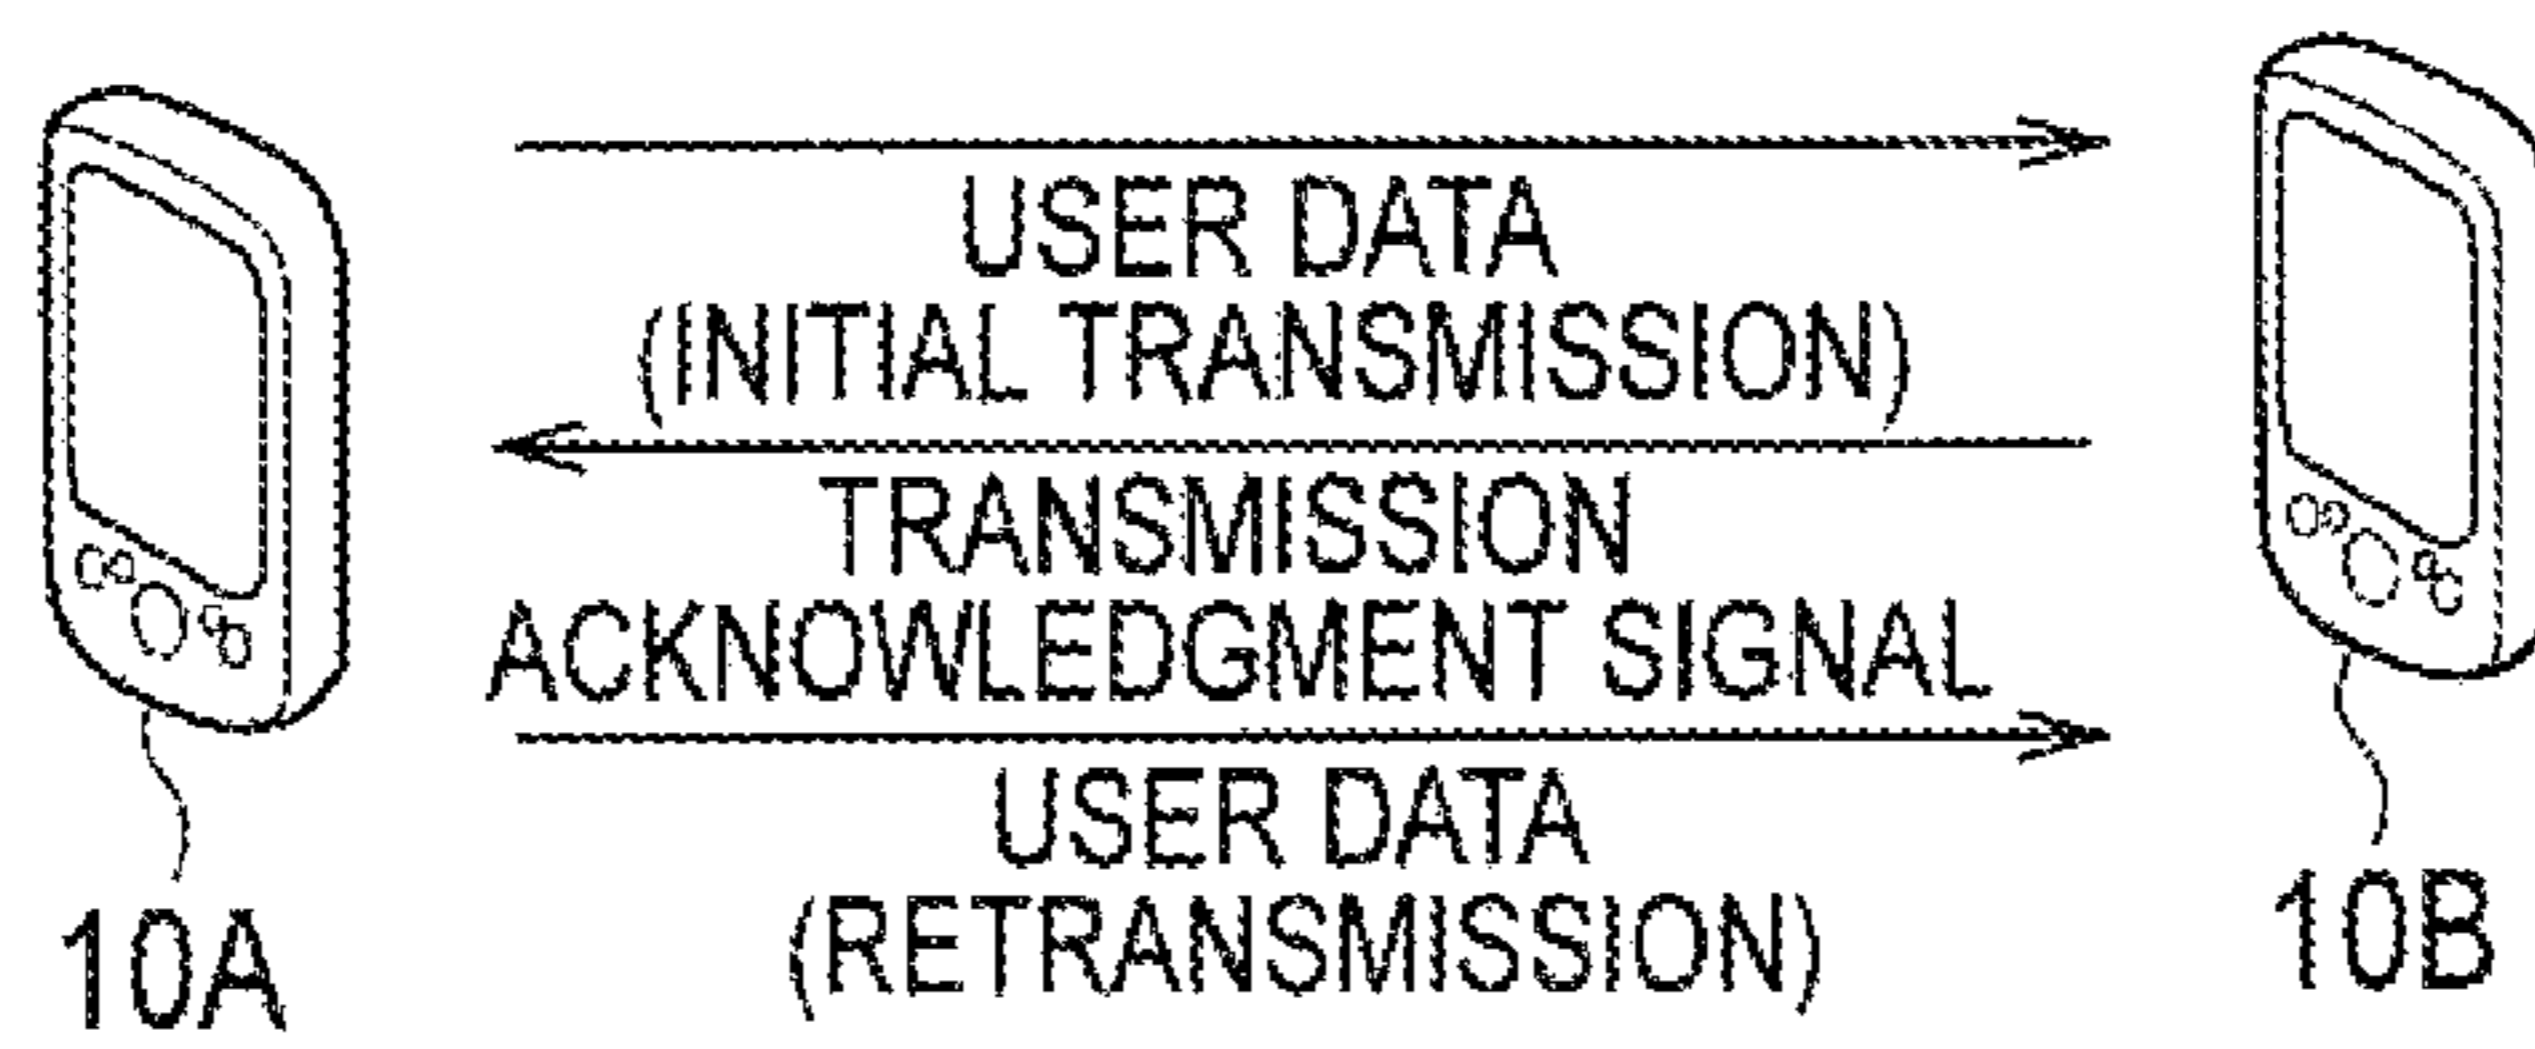 USER DATA
(INITIAL TRANSMISSION)
TRANSMISSION
ACKNOWLEDGMENT SIGNAL
USER DATA
(RETRANSMISSION)
10A
10B